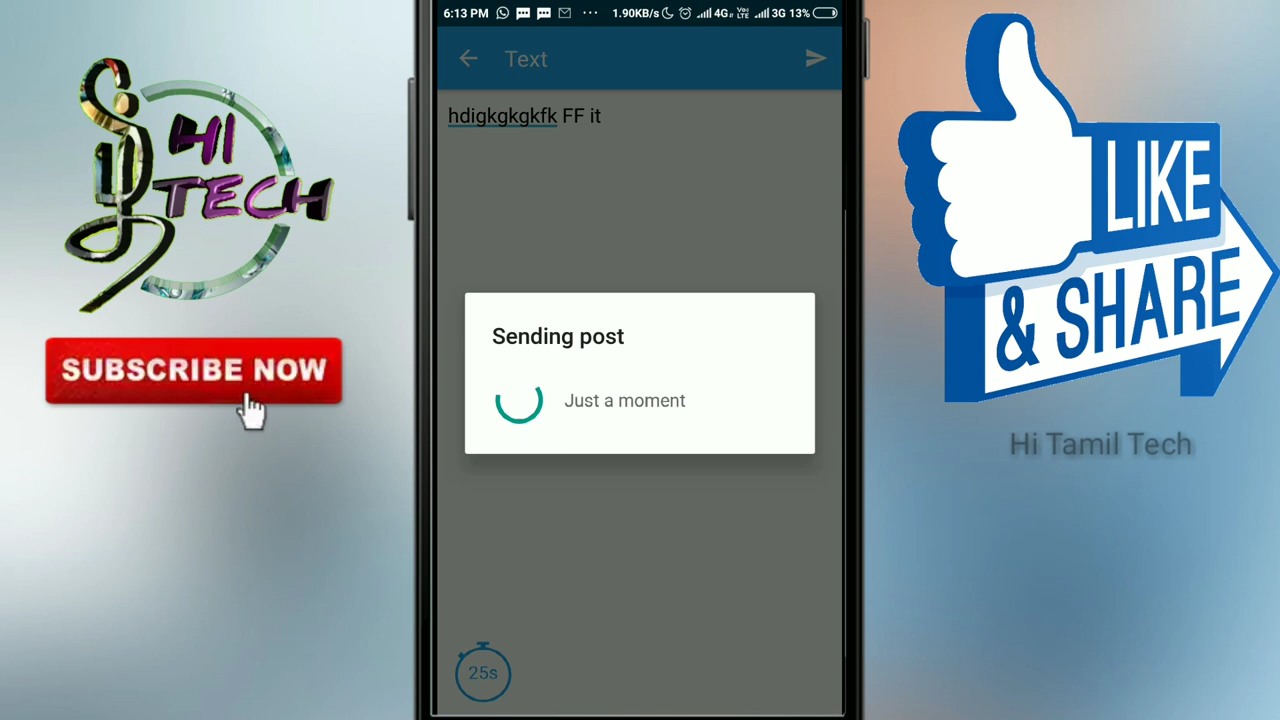 6:13 PM ... 1.90KB/s 4G VoLTE 3G 13%
Text
hdigkgkgkfk FF it
Sending post
Just a moment
25s
HI
TECH
SUBSCRIBE NOW
LIKE
& SHARE
Hi Tamil Tech